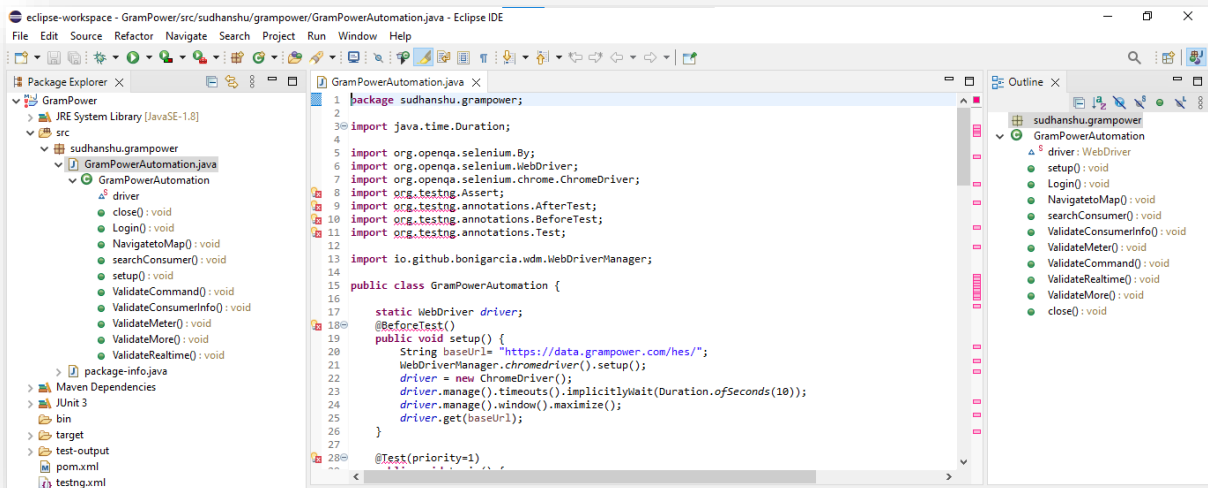 eclipse-workspace - GramPower/src/sudhanshu/grampower/GramPowerAutomation.java - Eclipse IDE
File Edit Source Refactor Navigate Search Project Run Window Help
Package Explorer
GramPower
JRE System Library [JavaSE-1.8]
src
sudhanshu.grampower
GramPowerAutomation.java
GramPowerAutomation
driver
close() : void
Login() : void
NavigatetoMap() : void
searchConsumer() : void
setup() : void
ValidateCommand() : void
ValidateConsumerInfo() : void
ValidateMeter() : void
ValidateMore() : void
ValidateRealtime() : void
package-info.java
Maven Dependencies
JUnit 3
bin
target
test-output
pom.xml
testng.xml
GramPowerAutomation.java
1 package sudhanshu.grampower;
2
3 import java.time.Duration;
4
5 import org.openqa.selenium.By;
6 import org.openqa.selenium.WebDriver;
7 import org.openqa.selenium.chrome.ChromeDriver;
8 import org.testng.Assert;
9 import org.testng.annotations.AfterTest;
10 import org.testng.annotations.BeforeTest;
11 import org.testng.annotations.Test;
12
13 import io.github.bonigarcia.wdm.WebDriverManager;
14
15 public class GramPowerAutomation {
16
17 static WebDriver driver;
18 @BeforeTest()
19 public void setup() {
20 String baseUrl= "https://data.grampower.com/hes/";
21 WebDriverManager.chromedriver().setup();
22 driver = new ChromeDriver();
23 driver.manage().timeouts().implicitlyWait(Duration.ofSeconds(10));
24 driver.manage().window().maximize();
25 driver.get(baseUrl);
26 }
27
28 @Test(priority=1)
Outline
sudhanshu.grampower
GramPowerAutomation
driver : WebDriver
setup() : void
Login() : void
NavigatetoMap() : void
searchConsumer() : void
ValidateConsumerInfo() : void
ValidateMeter() : void
ValidateCommand() : void
ValidateRealtime() : void
ValidateMore() : void
close() : void